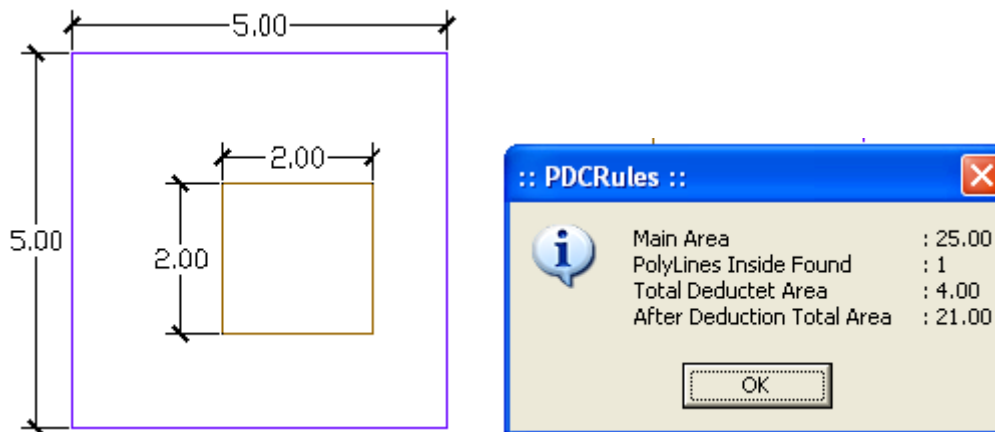 5.00
2.00
5.00
2.00
:: PDCRules ::
Main Area : 25.00
PolyLines Inside Found : 1
Total Deductet Area : 4.00
After Deduction Total Area : 21.00
OK